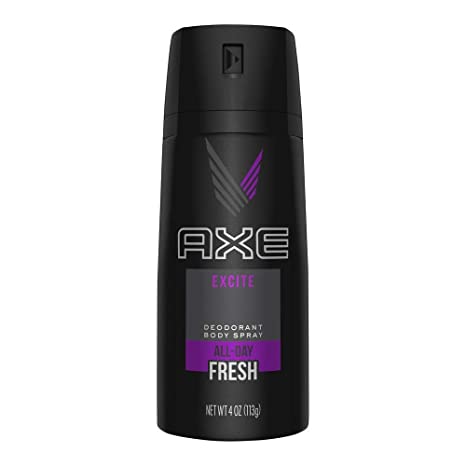 AXE
EXCITE
DEODORANT
BODY SPRAY
ALL-DAY
FRESH
NET WT 4 OZ (113g)